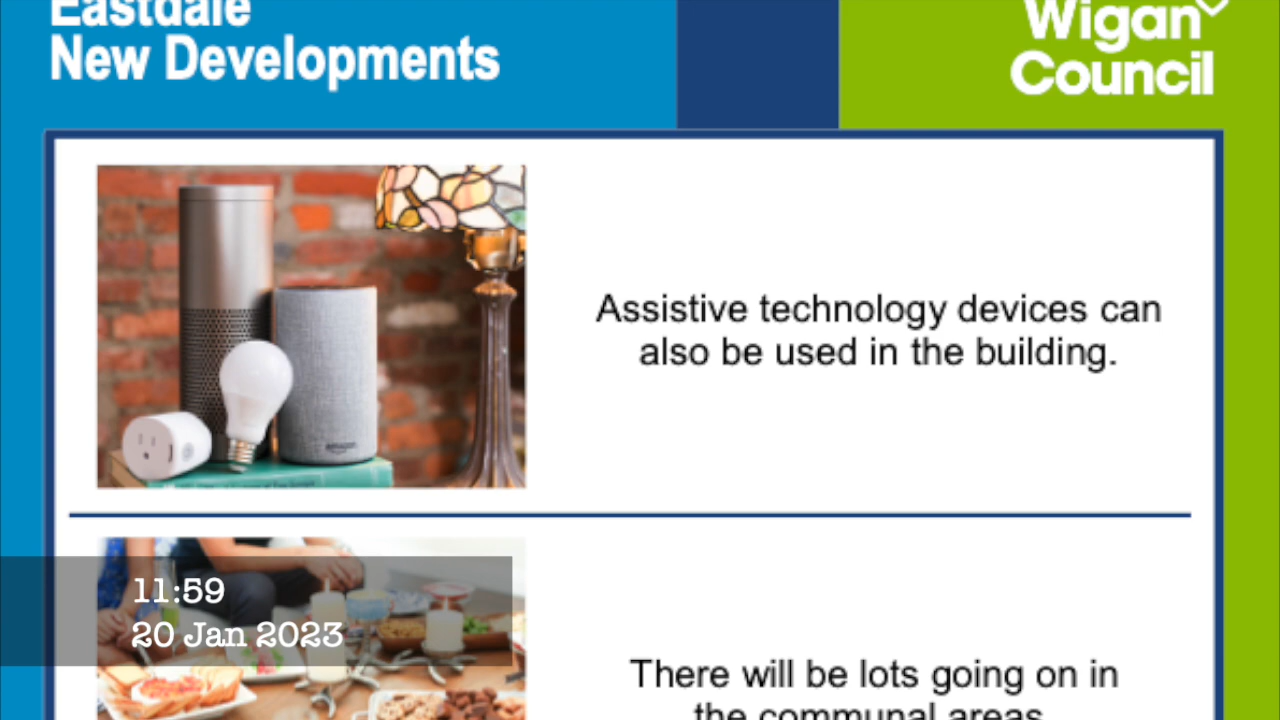 Eastdale
New Developments
Wigan
Council
amazon
Assistive technology devices can
also be used in the building.
11:59
20 Jan 2023
There will be lots going on in
the communal areas